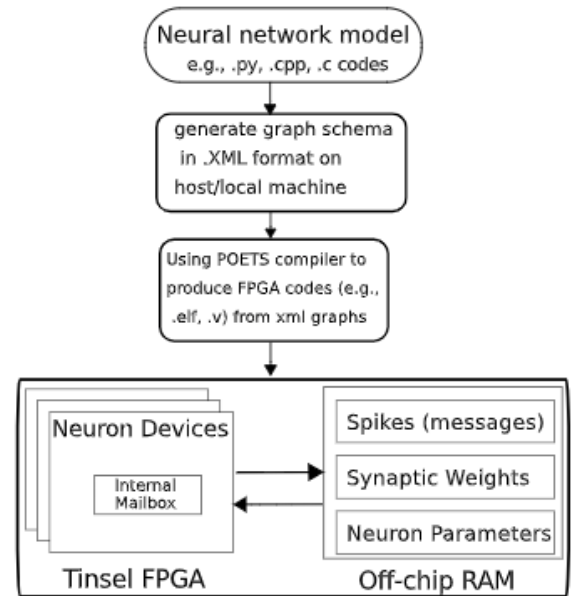 Neural network model
e.g., .py, .cpp, .c codes
generate graph schema
in .XML format on
host/local machine
Using POETS compiler to
produce FPGA codes (e.g.,
.elf, .v) from xml graphs
Neuron Devices
Internal
Mailbox
Tinsel FPGA
Spikes (messages)
Synaptic Weights
Neuron Parameters
Off-chip RAM